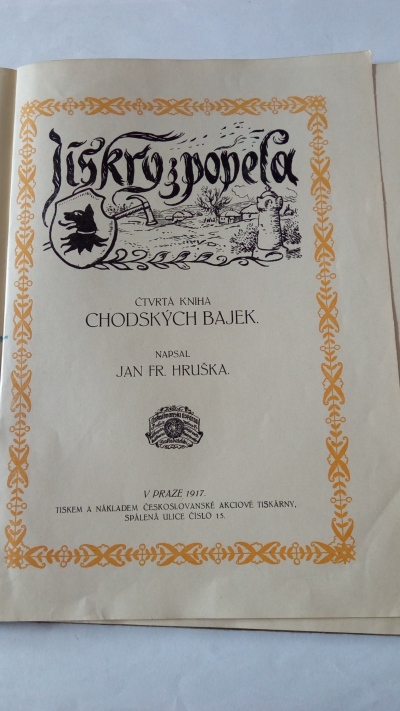 Jiskry z popela
ČTVRTÁ KNIHA
CHODSKÝCH BAJEK.
NAPSAL
JAN FR. HRUŠKA.
V PRAZE 1917.
TISKEM A NÁKLADEM ČESKOSLOVANSKÉ AKCIOVÉ TISKÁRNY,
SPÁLENÁ ULICE ČÍSLO 15.